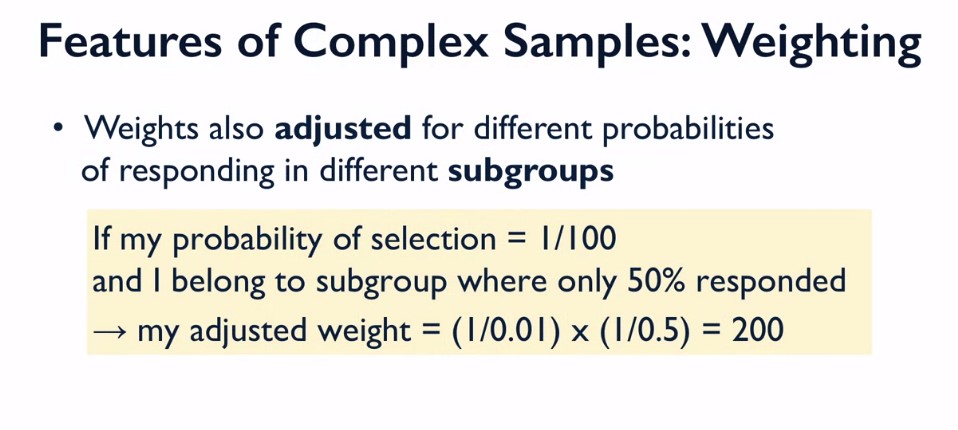 Features of Complex Samples: Weighting
• Weights also adjusted for different probabilities
of responding in different subgroups
If my probability of selection = 1/100
and I belong to subgroup where only 50% responded
→ my adjusted weight = (1/0.01) x (1/0.5) = 200